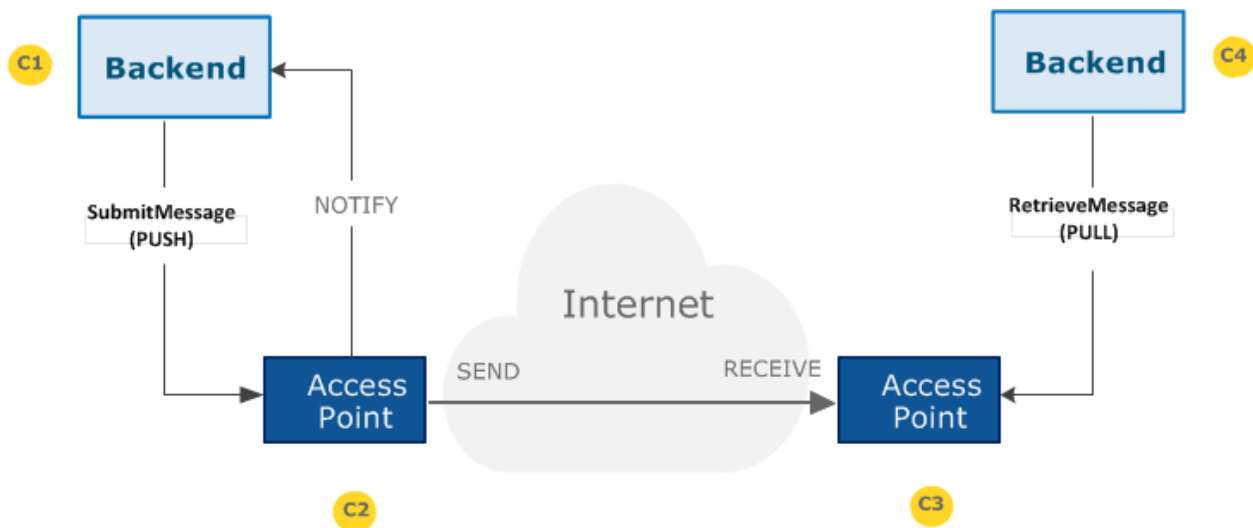 C1
Backend
Backend
C4
SubmitMessage
(PUSH)
NOTIFY
RetrieveMessage
(PULL)
Internet
SEND
RECEIVE
Access
Point
Access
Point
C2
C3